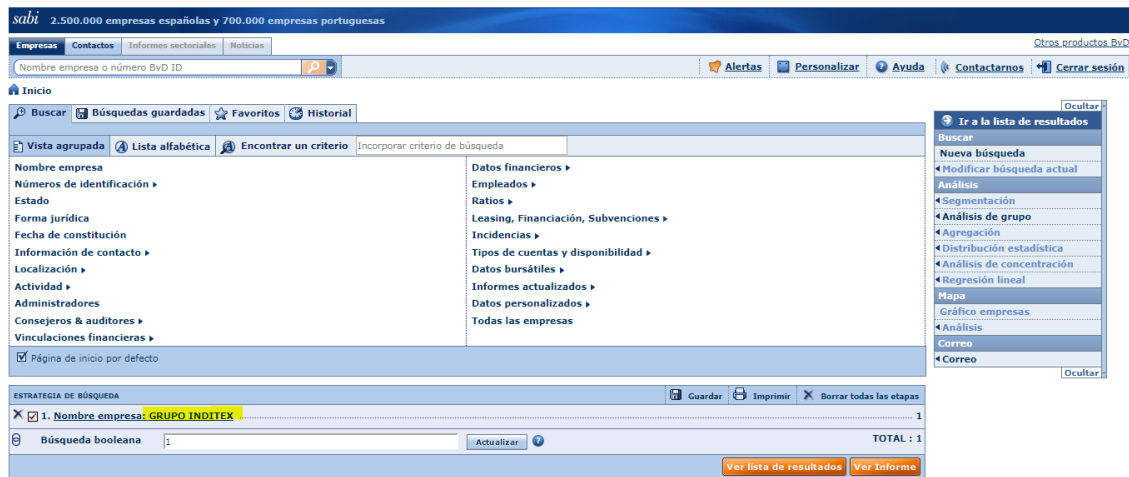 sabi 2.500.000 empresas españolas y 700.000 empresas portuguesas
Empresas Contactos Informes sectoriales Noticias Otros productos BvD
Nombre empresa o número BvD ID Alertas Personalizar Ayuda Contactarnos Cerrar sesión
Inicio
Buscar Búsquedas guardadas Favoritos Historial
Vista agrupada Lista alfabética Encontrar un criterio Incorporar criterio de búsqueda
Nombre empresa
Números de identificación
Estado
Forma jurídica
Fecha de constitución
Información de contacto
Localización
Actividad
Administradores
Consejeros & auditores
Vinculaciones financieras
Datos financieros
Empleados
Ratios
Leasing, Financiación, Subvenciones
Incidencias
Tipos de cuentas y disponibilidad
Datos bursátiles
Informes actualizados
Datos personalizados
Todas las empresas
Página de inicio por defecto
Ocultar
Ir a la lista de resultados
Buscar
Nueva búsqueda
Modificar búsqueda actual
Análisis
Segmentación
Análisis de grupo
Agregación
Distribución estadística
Análisis de concentración
Regresión lineal
Mapa
Gráfico empresas
Análisis
Correo
Correo
Ocultar
ESTRATEGIA DE BÚSQUEDA Guardar Imprimir Borrar todas las etapas
1. Nombre empresa: GRUPO INDITEX 1
Búsqueda booleana 1 Actualizar TOTAL : 1
Ver lista de resultados Ver Informe